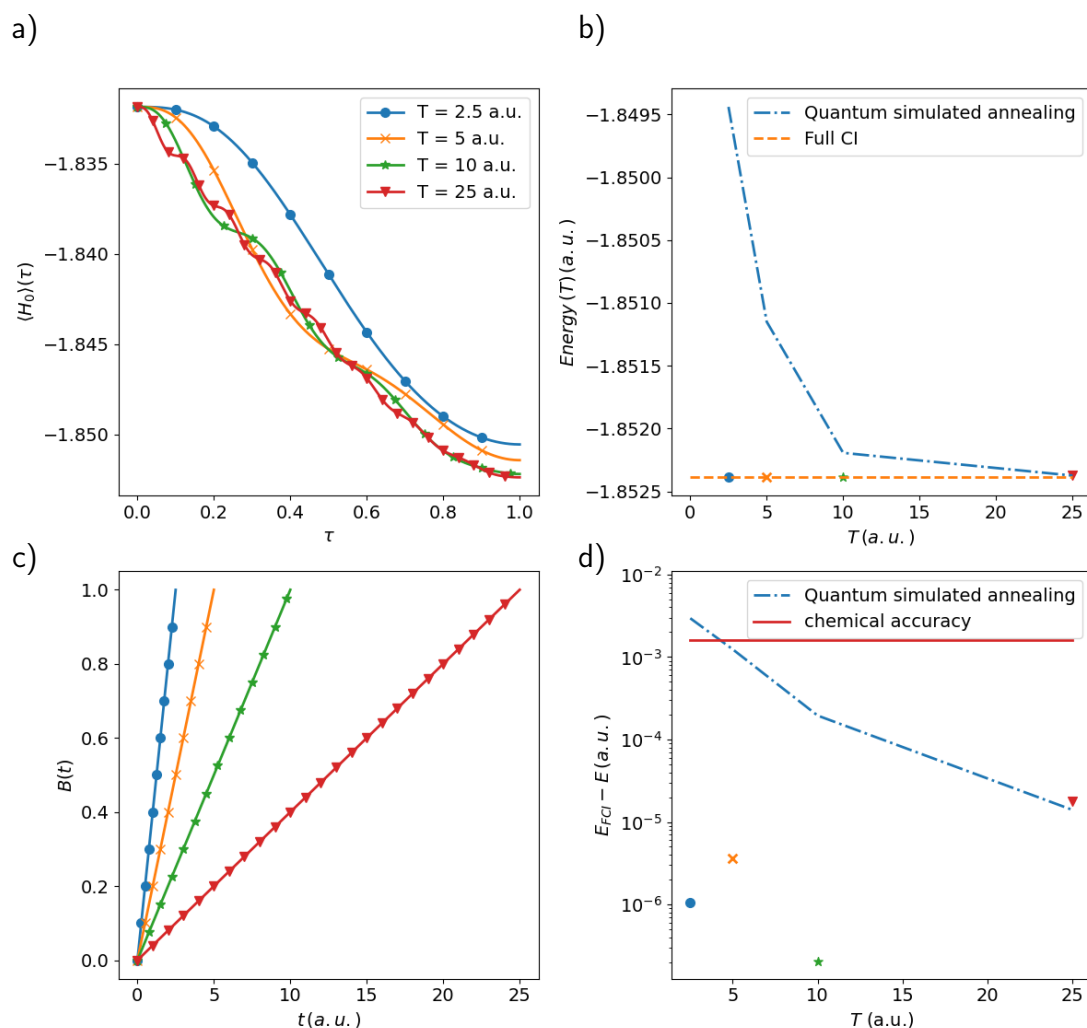 a)
−1.835
−1.840
−1.845
−1.850
⟨H₀⟩(τ)
0.0 0.2 0.4 0.6 0.8 1.0
τ
T = 2.5 a.u.
T = 5 a.u.
T = 10 a.u.
T = 25 a.u.
b)
−1.8495
−1.8500
−1.8505
−1.8510
−1.8515
−1.8520
−1.8525
Energy (T) (a. u. )
0 5 10 15 20 25
T (a. u. )
Quantum simulated annealing
Full CI
c)
1.0
0.8
0.6
0.4
0.2
0.0
B(t)
0 5 10 15 20 25
t (a. u. )
d)
10⁻²
10⁻³
10⁻⁴
10⁻⁵
10⁻⁶
E_FCI − E (a. u. )
5 10 15 20 25
T (a.u.)
Quantum simulated annealing
chemical accuracy